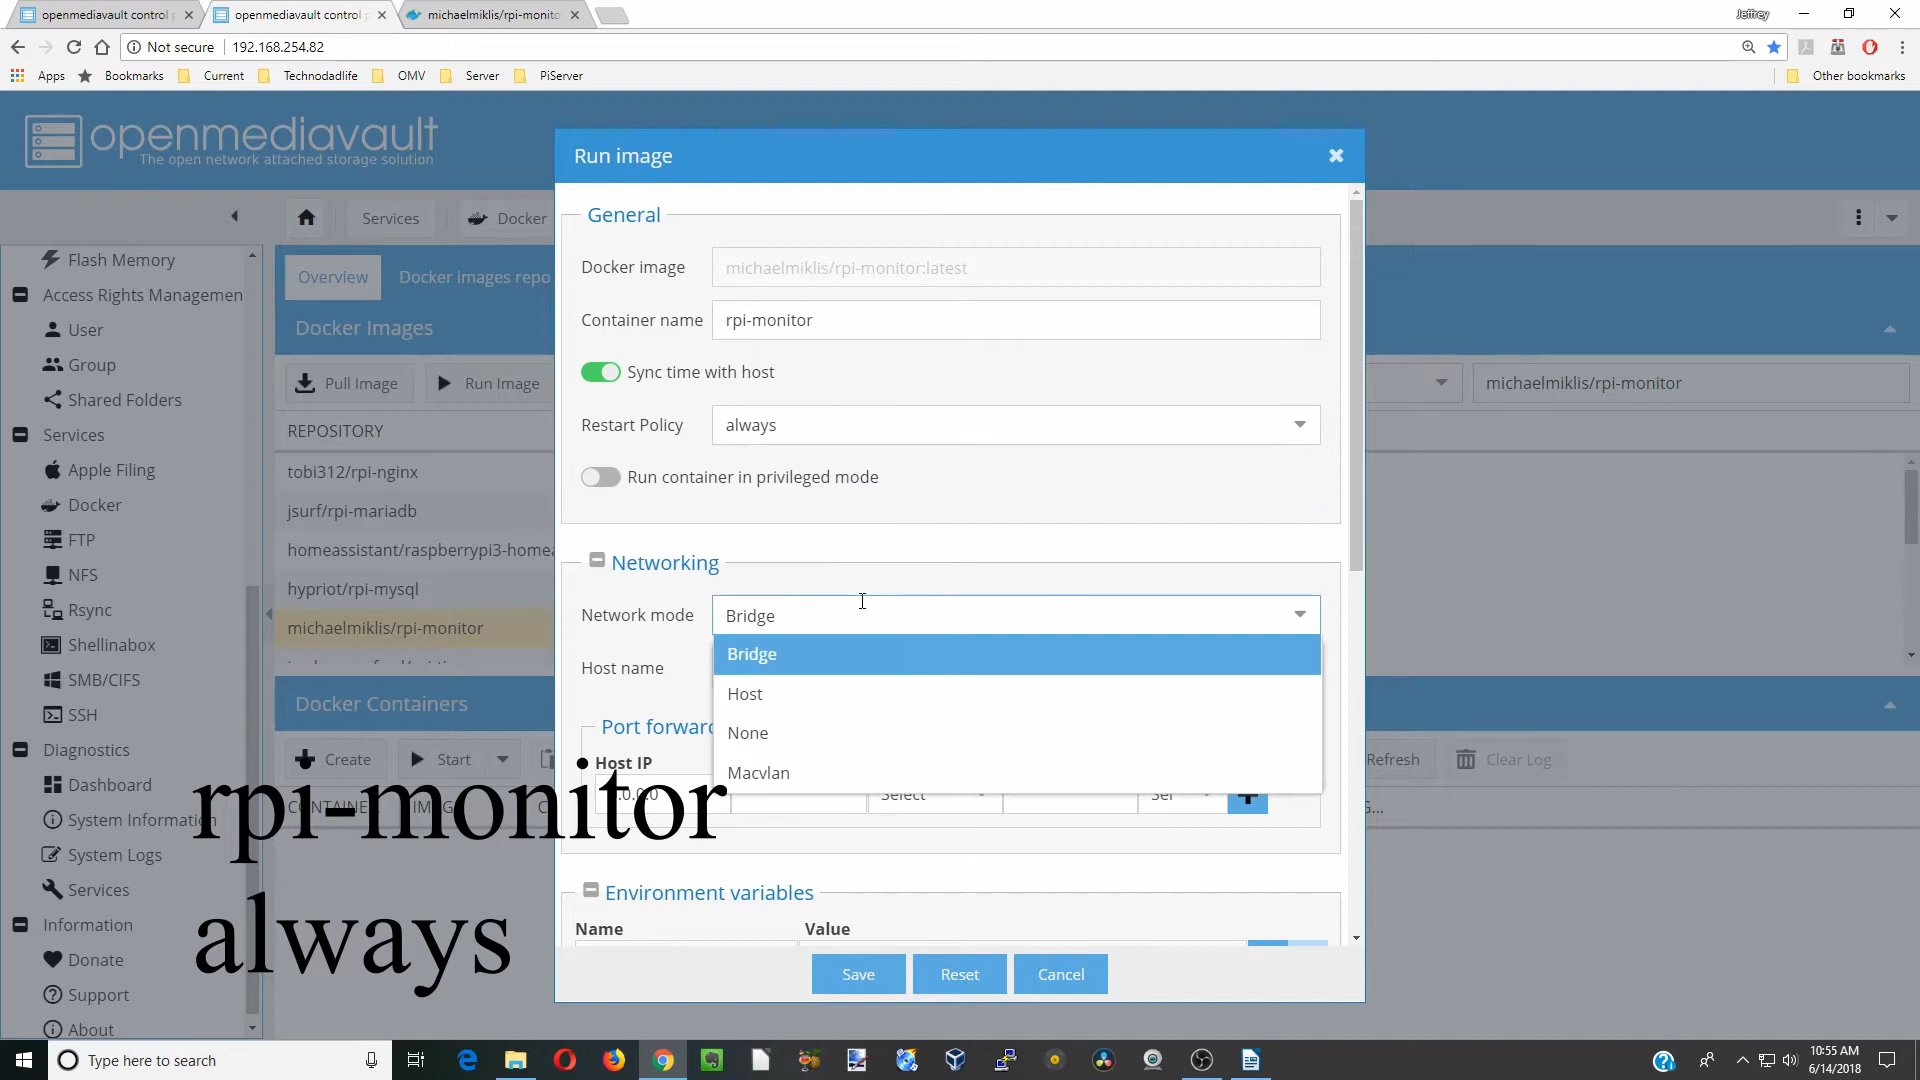 openmediavault control p
openmediavault control p
michaelmiklis/rpi-monito
Jeffrey
Not secure
192.168.254.82
Apps
Bookmarks
Current
Technodadlife
OMV
Server
PiServer
Other bookmarks
openmediavault
The open network attached storage solution
Services
Docker
Flash Memory
Access Rights Managemen
User
Group
Shared Folders
Services
Apple Filing
Docker
FTP
NFS
Rsync
Shellinabox
SMB/CIFS
SSH
Diagnostics
Dashboard
System Information
System Logs
Services
Information
Donate
Support
About
Overview
Docker images repo
Docker Images
Pull Image
Run Image
michaelmiklis/rpi-monitor
REPOSITORY
tobi312/rpi-nginx
jsurf/rpi-mariadb
homeassistant/raspberrypi3-homea
hypriot/rpi-mysql
michaelmiklis/rpi-monitor
Docker Containers
Create
Start
Refresh
Clear Log
Run image
General
Docker image
michaelmiklis/rpi-monitor:latest
Container name
rpi-monitor
Sync time with host
Restart Policy
always
Run container in privileged mode
Networking
Network mode
Bridge
Bridge
Host
None
Macvlan
Host name
Port forward
Host IP
Select
Environment variables
Name
Value
Save
Reset
Cancel
rpi-monitor
always
Type here to search
10:55 AM
6/14/2018